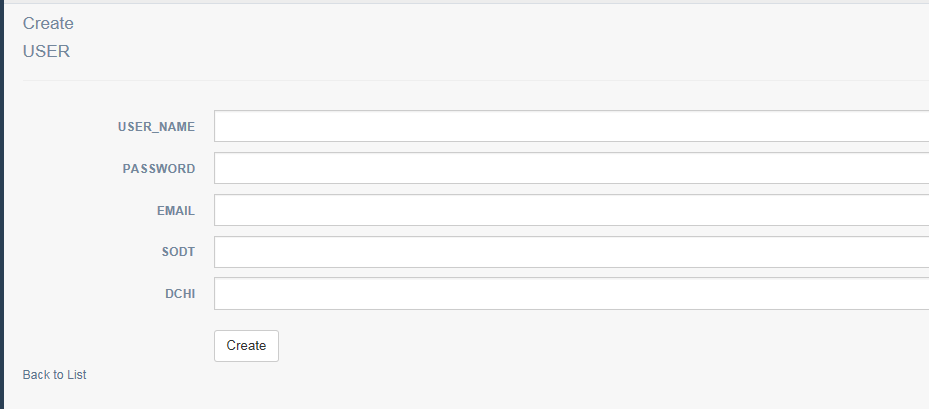 Create
USER
USER_NAME
PASSWORD
EMAIL
SODT
DCHI
Create
Back to List